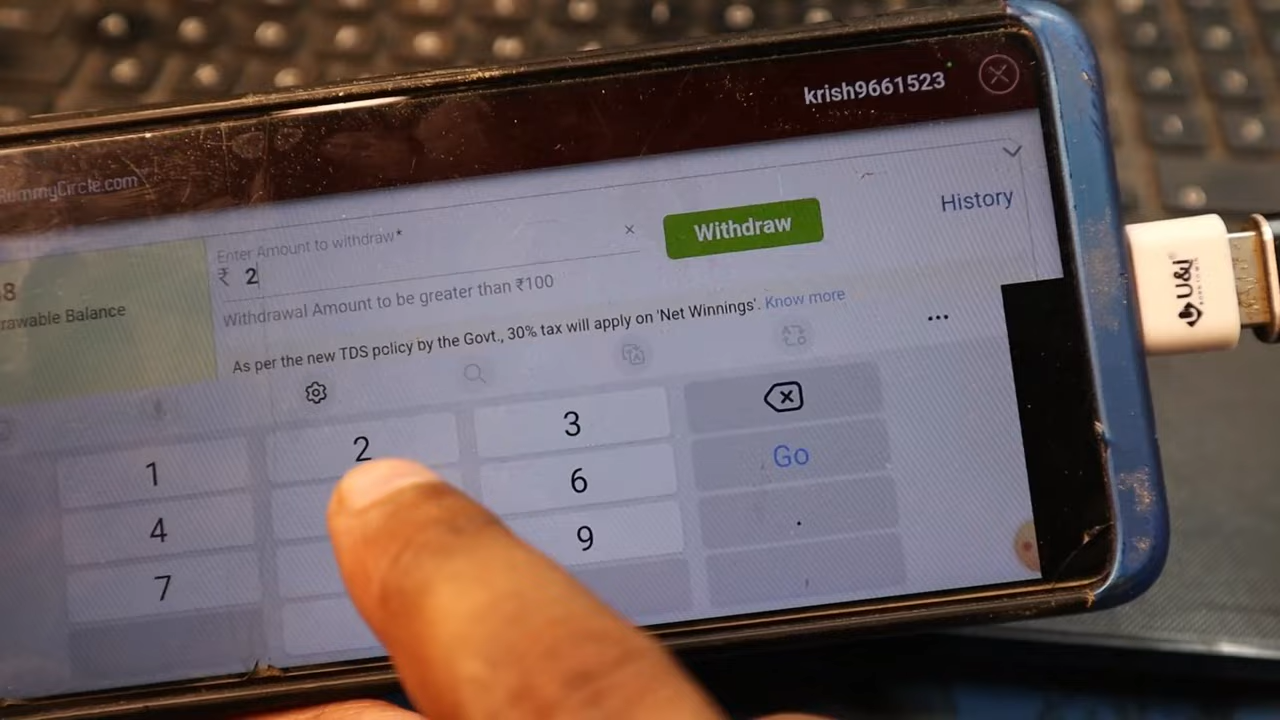 krish9661523
RummyCircle.com
History
Enter Amount to withdraw*
₹ 2
Withdraw
8
rawable Balance
Withdrawal Amount to be greater than ₹100
As per the new TDS policy by the Govt., 30% tax will apply on 'Net Winnings'. Know more
1 2 3
4 6 Go
7 9 .
,
U&i